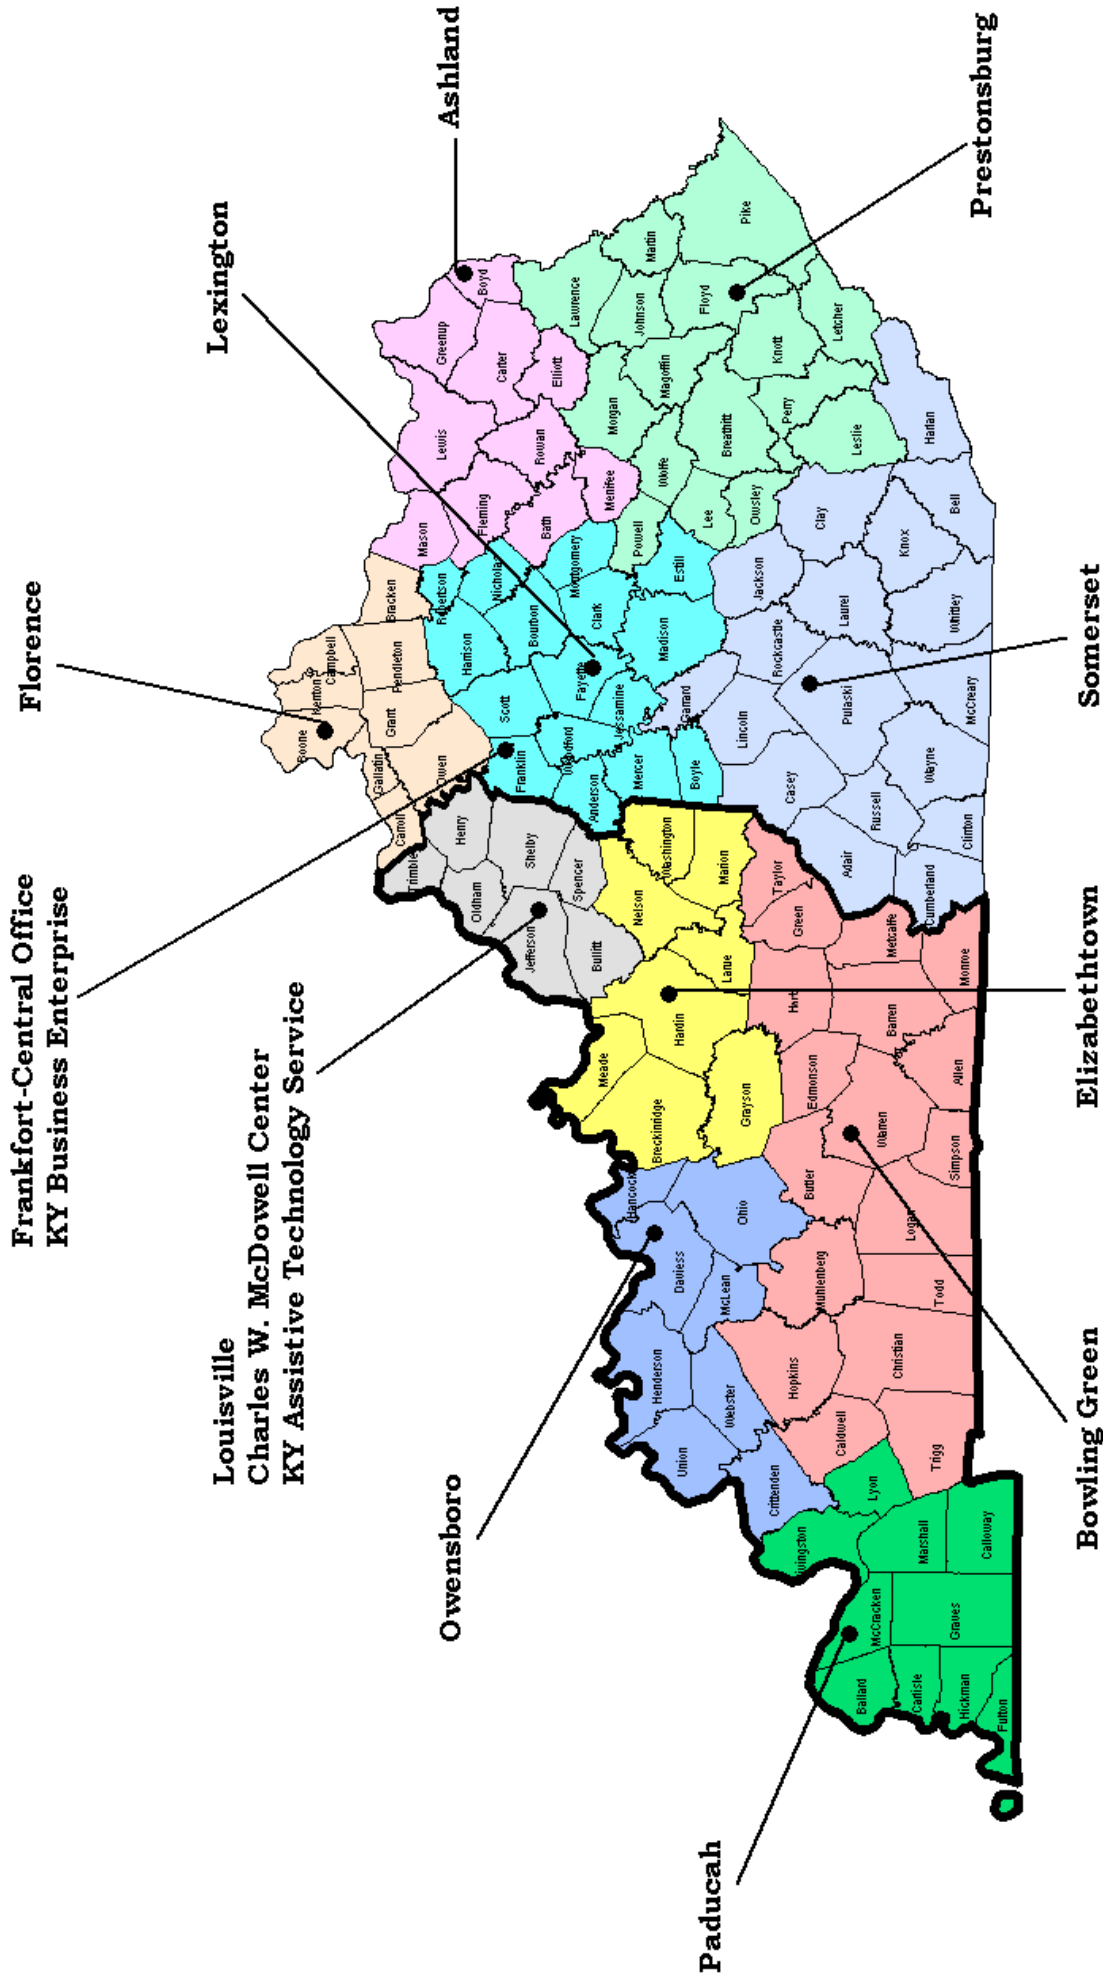 Frankfort-Central Office
KY Business Enterprise
Florence
Lexington
Ashland
Louisville
Charles W. McDowell Center
KY Assistive Technology Service
Owensboro
Paducah
Bowling Green
Elizabethtown
Somerset
Prestonsburg
Boone
Kenton
Campbell
Gallatin
Grant
Pendleton
Bracken
Carroll
Owen
Mason
Lewis
Greenup
Boyd
Fleming
Carter
Rowan
Elliott
Bath
Menifee
Robertson
Nichola
Harrison
Scott
Bourbon
Montgomery
Franklin
Woodford
Fayette
Clark
Anderson
Jessamine
Madison
Estill
Mercer
Boyle
Trimble
Henry
Oldham
Shelby
Jefferson
Spencer
Bullitt
Lawrence
Martin
Johnson
Morgan
Magoffin
Floyd
Pike
Powell
Wolfe
Lee
Breathitt
Owsley
Knott
Perry
Letcher
Leslie
Meade
Hardin
Nelson
Washington
Breckinridge
Larue
Marion
Grayson
Hancock
Daviess
Ohio
McLean
Henderson
Webster
Union
Crittenden
Garrard
Lincoln
Rockcastle
Jackson
Clay
Casey
Pulaski
Laurel
Knox
Harlan
Bell
Adair
Russell
Wayne
Whitley
McCreary
Cumberland
Clinton
Taylor
Green
Hart
Metcalfe
Edmonson
Barren
Monroe
Butler
Warren
Allen
Simpson
Logan
Muhlenberg
Todd
Hopkins
Christian
Caldwell
Trigg
Lyon
ivingston
Marshall
Calloway
McCracken
Graves
Ballard
Carlisle
Hickman
Fulton